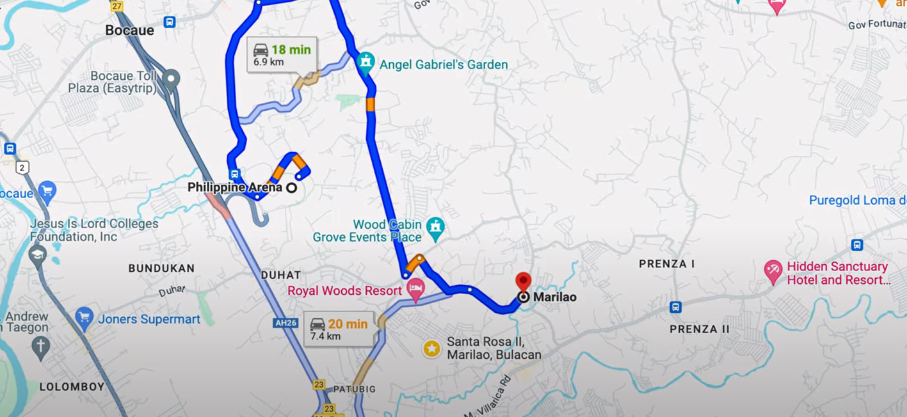 27
Gov
Bocaue
Gov Fortunat
18 min
6.9 km
Angel Gabriel's Garden
Bocaue Toll
Plaza (Easytrip)
2
Philippine Arena
ocaue
Puregold Loma d
Jesus Is Lord Colleges
Foundation, Inc
Wood Cabin
Grove Events Place
BUNDUKAN
DUHAT
PRENZA I
Hidden Sanctuary
Hotel and Resort...
Duhat
Royal Woods Resort
Marilao
Andrew
n Taegon
Joners Supermart
AH26
20 min
7.4 km
PRENZA II
Santa Rosa II,
Marilao, Bulacan
LOLOMBOY
23
PATUBIG
23
M. Villarica Rd